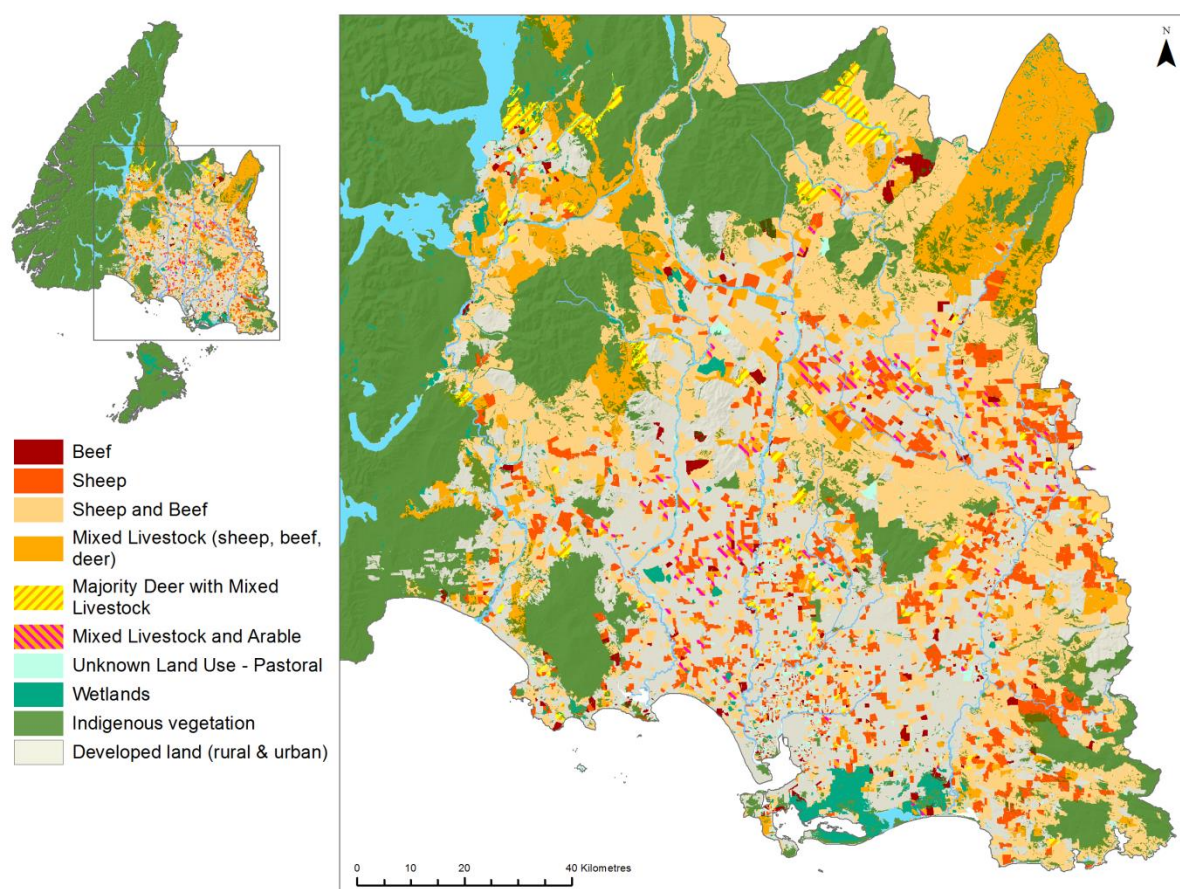 N
Beef
Sheep
Sheep and Beef
Mixed Livestock (sheep, beef,
deer)
Majority Deer with Mixed
Livestock
Mixed Livestock and Arable
Unknown Land Use - Pastoral
Wetlands
Indigenous vegetation
Developed land (rural & urban)
0 10 20 40 Kilometres